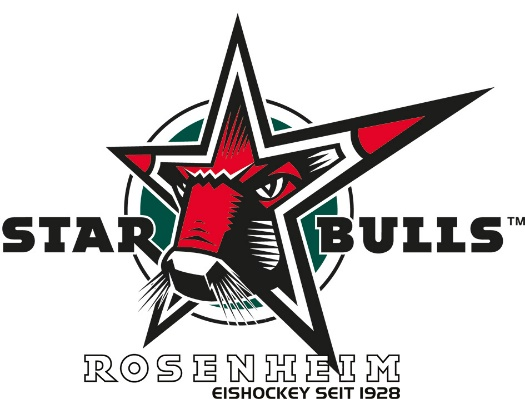 STAR BULLS™
ROSENHEIM
EISHOCKEY SEIT 1928